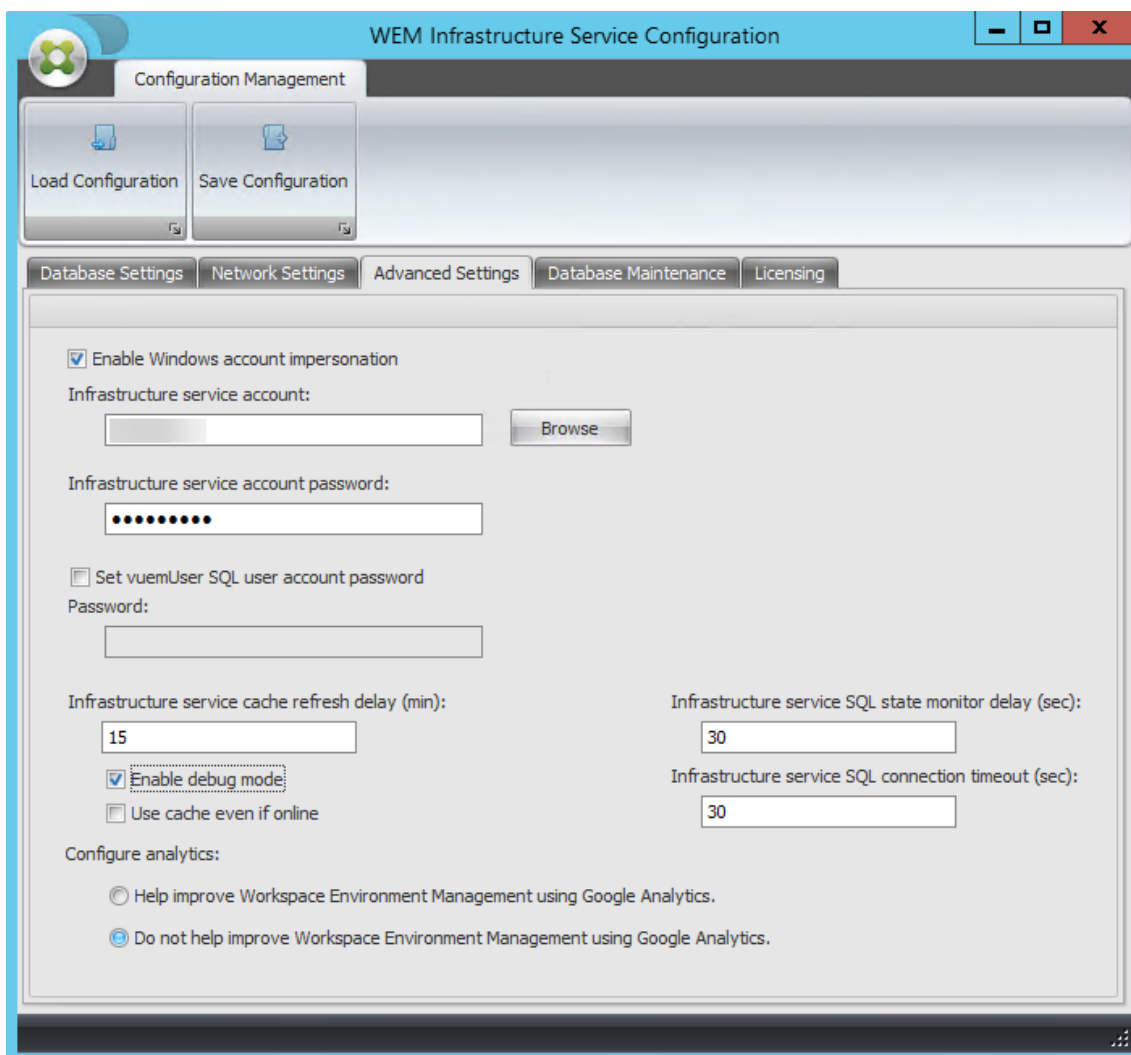 WEM Infrastructure Service Configuration
Configuration Management
Load Configuration
Save Configuration
Database Settings
Network Settings
Advanced Settings
Database Maintenance
Licensing
Enable Windows account impersonation
Infrastructure service account:
Browse
Infrastructure service account password:
•••••••••
Set vuemUser SQL user account password
Password:
Infrastructure service cache refresh delay (min):
15
Enable debug mode
Use cache even if online
Infrastructure service SQL state monitor delay (sec):
30
Infrastructure service SQL connection timeout (sec):
30
Configure analytics:
Help improve Workspace Environment Management using Google Analytics.
Do not help improve Workspace Environment Management using Google Analytics.